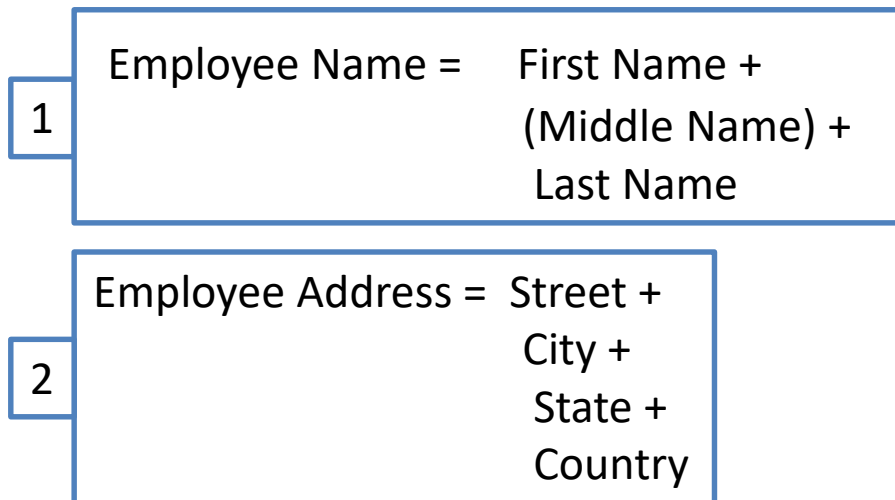 1
Employee Name = First Name +
(Middle Name) +
Last Name
2
Employee Address = Street +
City +
State +
Country